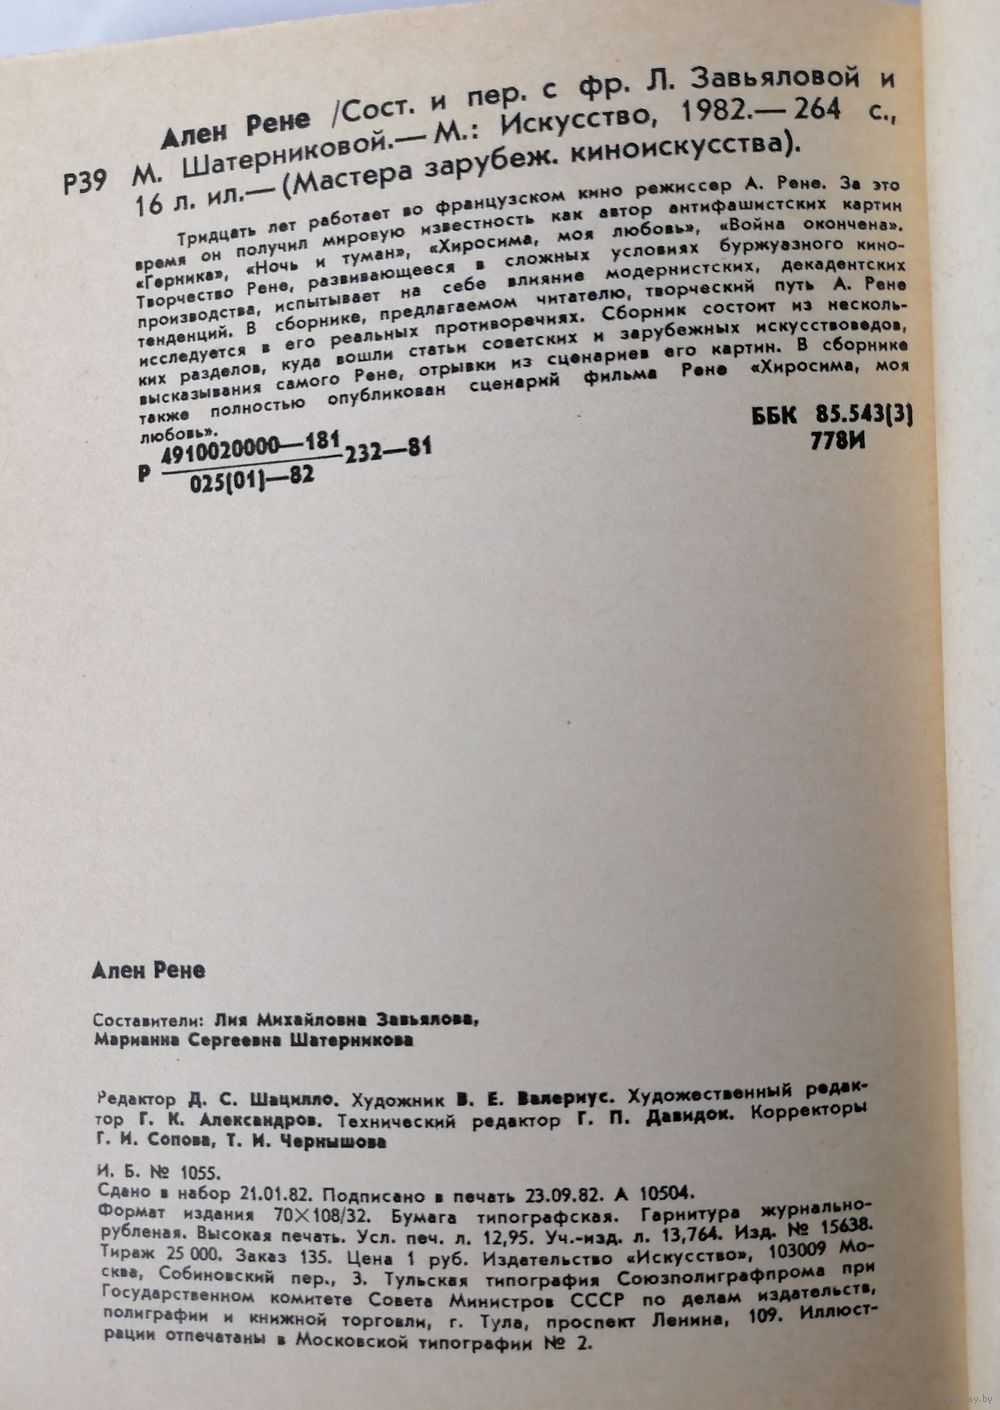 Ален Рене /Сост. и пер. с фр. Л. Завьяловой и
Р39 М. Шатерниковой.— М.: Искусство, 1982.— 264 с.,
16 л. ил.— (Мастера зарубеж. киноискусства).
Тридцать лет работает во французском кино режиссер А. Рене. За это
время он получил мировую известность как автор антифашистских картин
«Герника», «Ночь и туман», «Хиросима, моя любовь», «Война окончена».
Творчество Рене, развивающееся в сложных условиях буржуазного кино-
производства, испытывает на себе влияние модернистских, декадентских
тенденций. В сборнике, предлагаемом читателю, творческий путь А. Рене
исследуется в его реальных противоречиях. Сборник состоит из несколь-
ких разделов, куда вошли статьи советских и зарубежных искусствоведов,
высказывания самого Рене, отрывки из сценариев его картин. В сборнике
также полностью опубликован сценарий фильма Рене «Хиросима, моя
любовь».
Р 4910020000—181
025(01)—82 232—81
ББК 85.543(3)
778И
Ален Рене
Составители: Лия Михайловна Завьялова,
Марианна Сергеевна Шатерникова
Редактор Д. С. Шацилло. Художник В. Е. Валериус. Художественный редак-
тор Г. К. Александров. Технический редактор Г. П. Давидок. Корректоры
Г. И. Сопова, Т. И. Чернышова
И. Б. № 1055.
Сдано в набор 21.01.82. Подписано в печать 23.09.82. А 10504.
Формат издания 70×108/32. Бумага типографская. Гарнитура журнально-
рубленая. Высокая печать. Усл. печ. л. 12,95. Уч.-изд. л. 13,764. Изд. № 15638.
Тираж 25 000. Заказ 135. Цена 1 руб. Издательство «Искусство», 103009 Мо-
сква, Собиновский пер., 3. Тульская типография Союзполиграфпрома при
Государственном комитете Совета Министров СССР по делам издательств,
полиграфии и книжной торговли, г. Тула, проспект Ленина, 109. Иллюст-
рации отпечатаны в Московской типографии № 2.